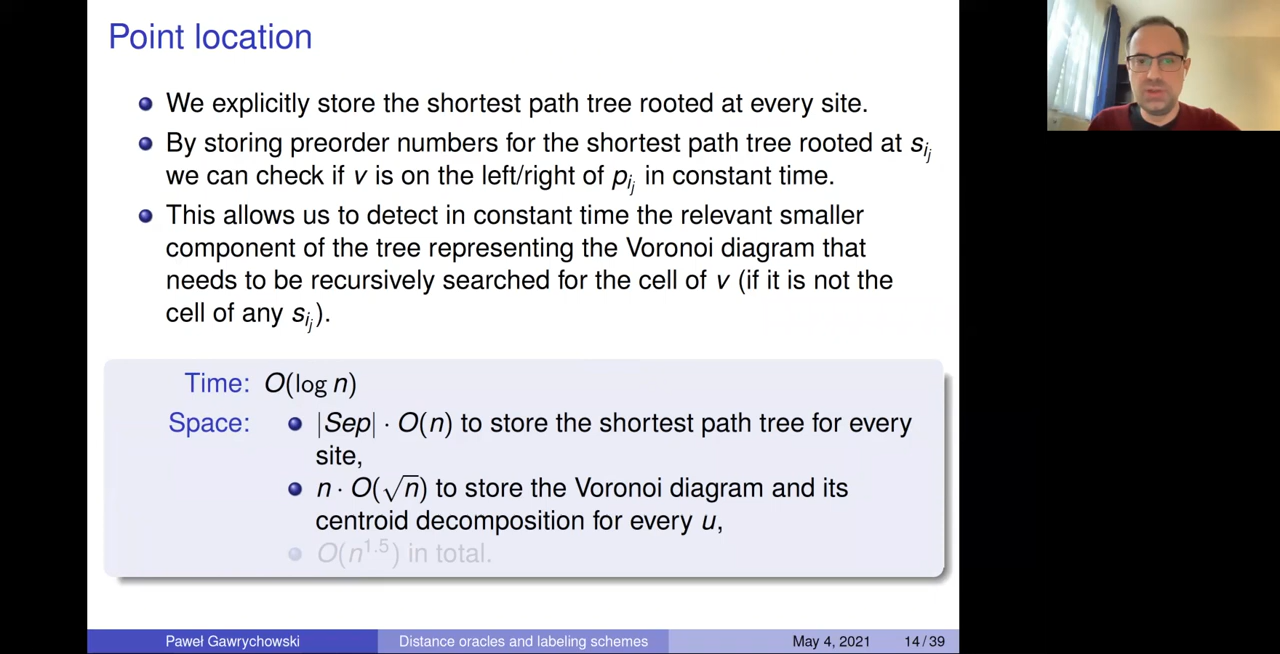 Point location
We explicitly store the shortest path tree rooted at every site.
By storing preorder numbers for the shortest path tree rooted at s_{i_j}
we can check if v is on the left/right of p_{i_j} in constant time.
This allows us to detect in constant time the relevant smaller
component of the tree representing the Voronoi diagram that
needs to be recursively searched for the cell of v (if it is not the
cell of any s_{i_j}).
Time: O(log n)
Space: |Sep| · O(n) to store the shortest path tree for every
site,
n · O(√n) to store the Voronoi diagram and its
centroid decomposition for every u,
O(n^{1.5}) in total.
Paweł Gawrychowski Distance oracles and labeling schemes May 4, 2021 14 / 39